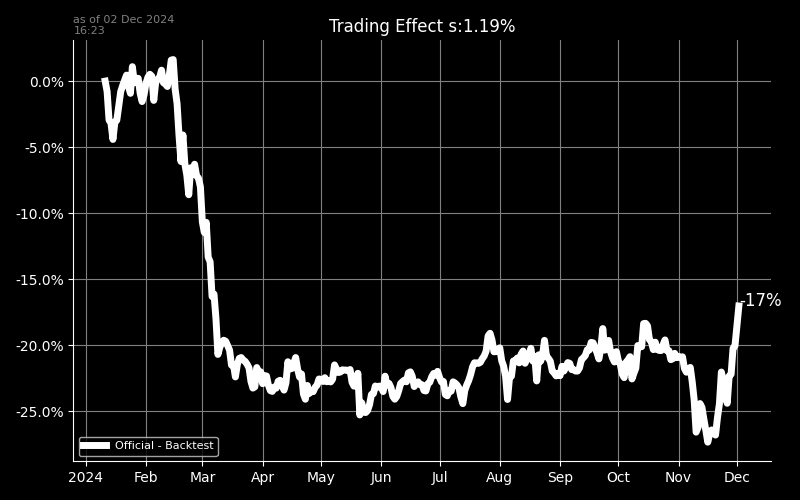 as of 02 Dec 2024
16:23
Trading Effect s:1.19%
0.0%
-5.0%
-10.0%
-15.0%
-20.0%
-25.0%
-17%
Official - Backtest
2024 Feb Mar Apr May Jun Jul Aug Sep Oct Nov Dec